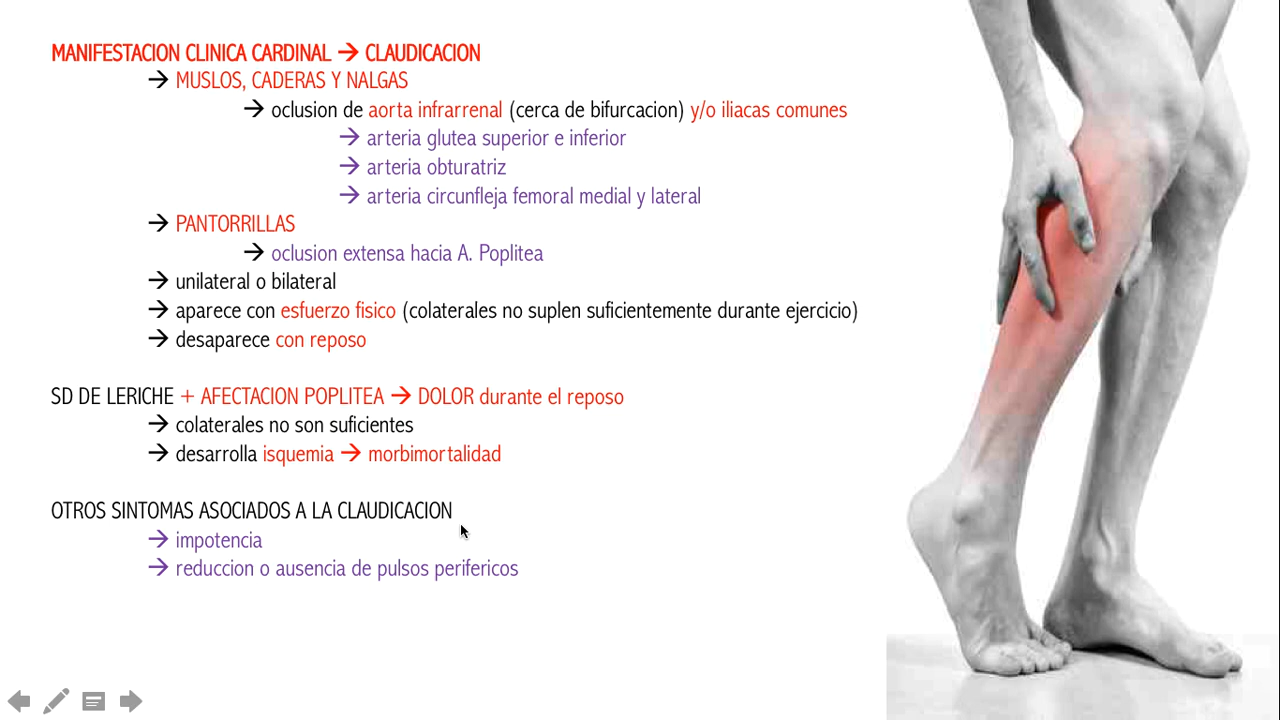 MANIFESTACION CLINICA CARDINAL → CLAUDICACION
→ MUSLOS, CADERAS Y NALGAS
→ oclusion de aorta infrarrenal (cerca de bifurcacion) y/o iliacas comunes
→ arteria glutea superior e inferior
→ arteria obturatriz
→ arteria circunfleja femoral medial y lateral
→ PANTORRILLAS
→ oclusion extensa hacia A. Poplitea
→ unilateral o bilateral
→ aparece con esfuerzo fisico (colaterales no suplen suficientemente durante ejercicio)
→ desaparece con reposo
SD DE LERICHE + AFECTACION POPLITEA → DOLOR durante el reposo
→ colaterales no son suficientes
→ desarrolla isquemia → morbimortalidad
OTROS SINTOMAS ASOCIADOS A LA CLAUDICACION
→ impotencia
→ reduccion o ausencia de pulsos perifericos